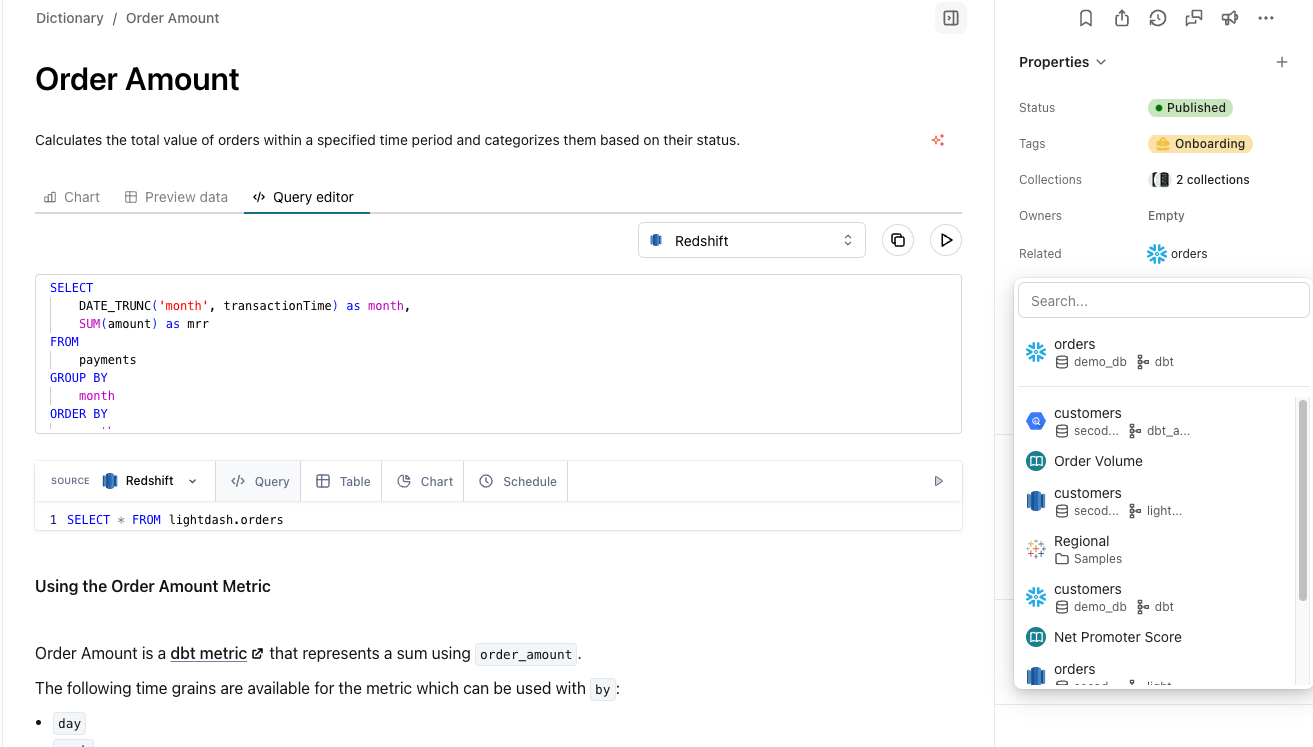 Dictionary / Order Amount
Order Amount
Calculates the total value of orders within a specified time period and categorizes them based on their status.
Chart Preview data Query editor
Redshift
SELECT
DATE_TRUNC('month', transactionTime) as month,
SUM(amount) as mrr
FROM
payments
GROUP BY
month
ORDER BY
SOURCE Redshift Query Table Chart Schedule
1 SELECT * FROM lightdash.orders
Using the Order Amount Metric
Order Amount is a dbt metric that represents a sum using order_amount.
The following time grains are available for the metric which can be used with by:
• day
Properties
Status Published
Tags Onboarding
Collections 2 collections
Owners Empty
Related orders
Search...
orders
demo_db dbt
customers
secod... dbt_a...
Order Volume
customers
secod... light...
Regional
Samples
customers
demo_db dbt
Net Promoter Score
orders